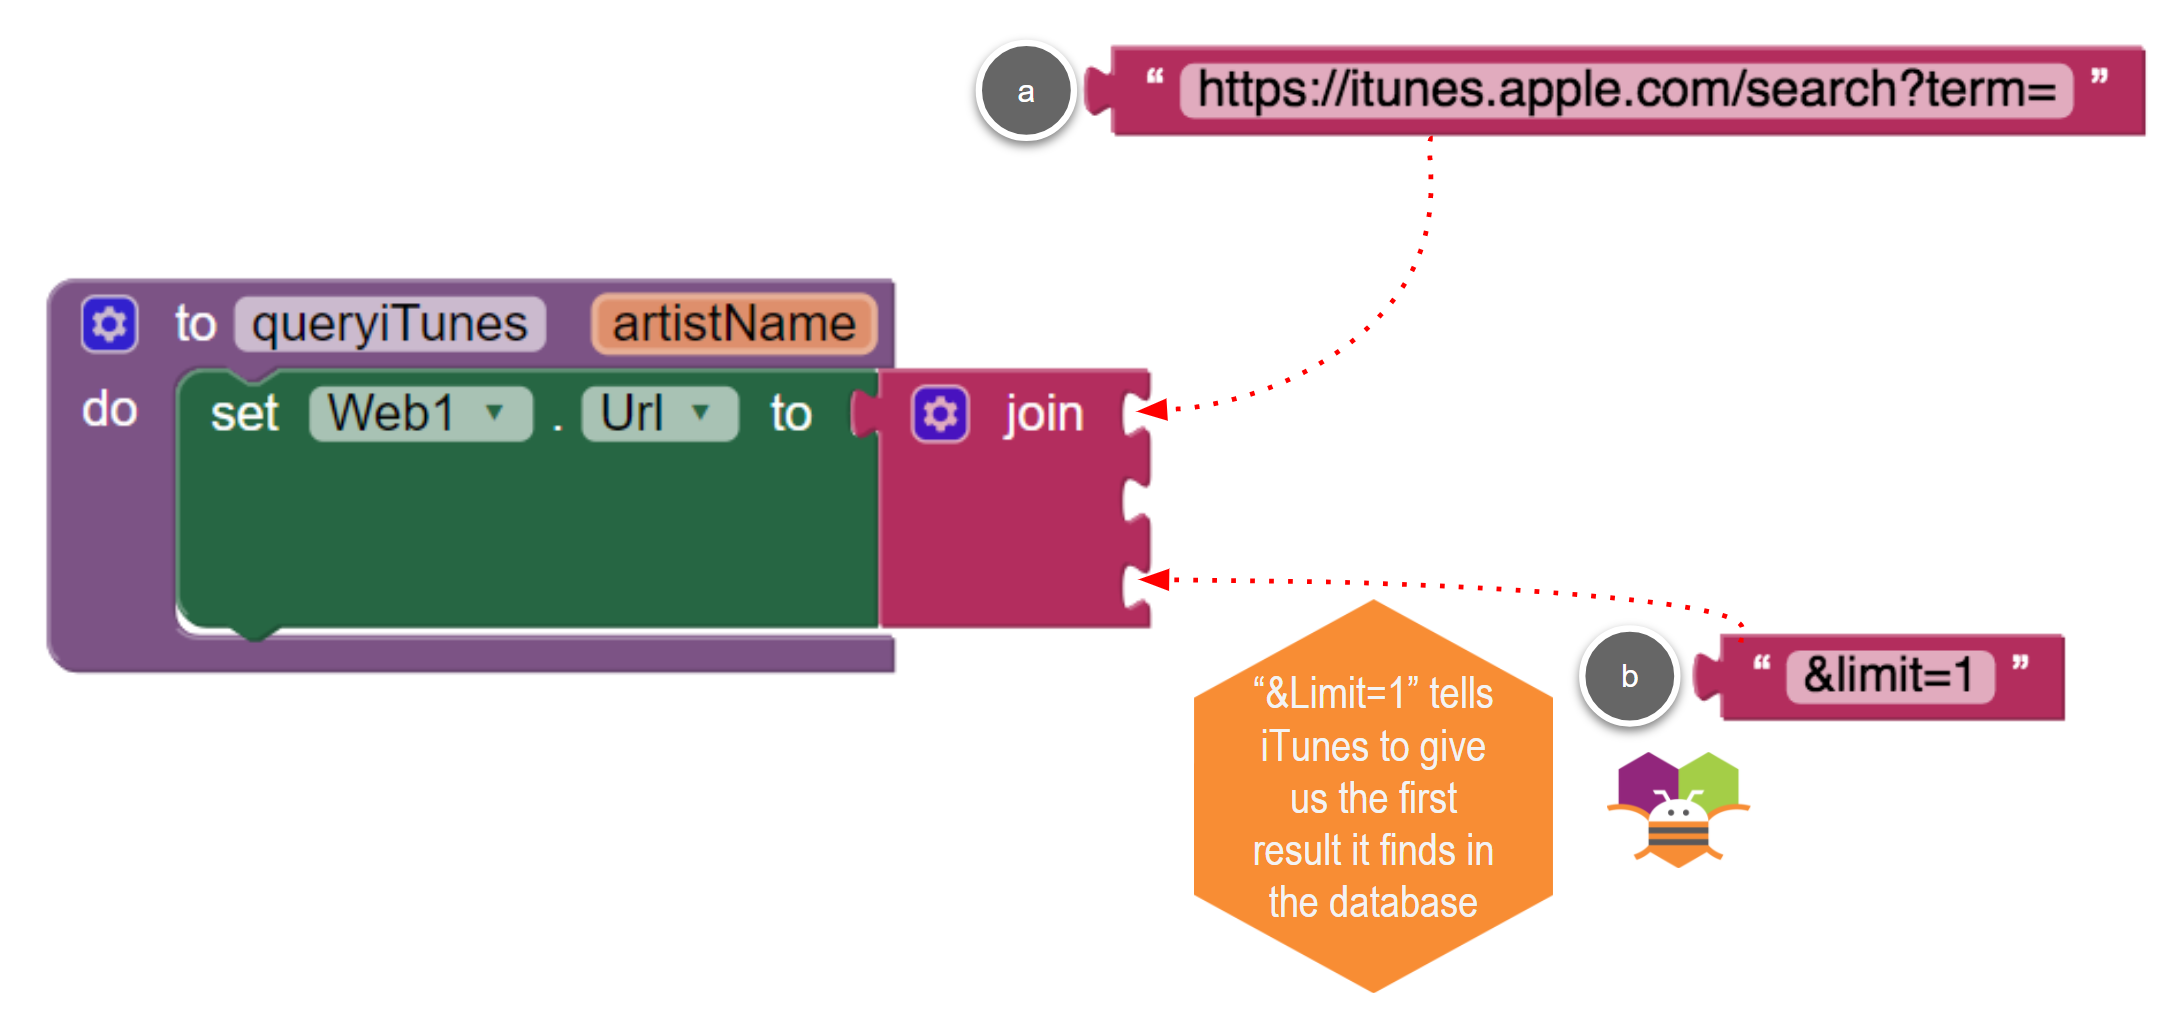 a
“ https://itunes.apple.com/search?term= ”
to queryiTunes artistName
do set Web1 ▼ . Url ▼ to join
b
“ &limit=1 ”
“&Limit=1” tells
iTunes to give
us the first
result it finds in
the database